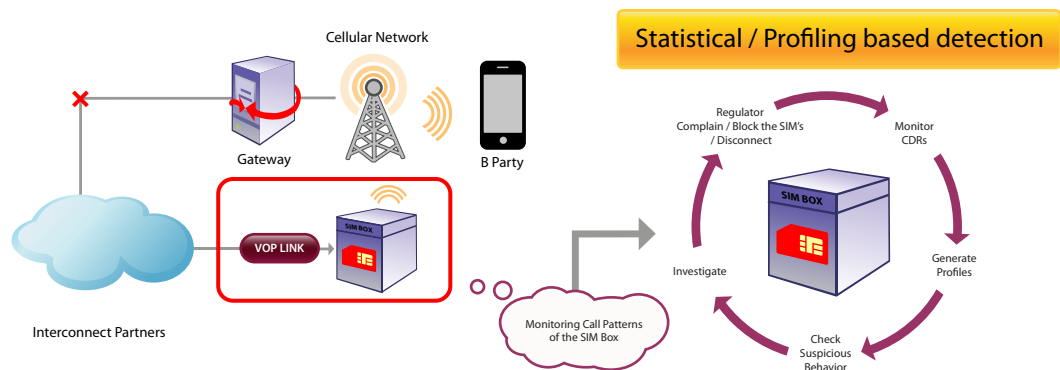 Cellular Network
Gateway
B Party
SIM BOX
VOP LINK
Interconnect Partners
Monitoring Call Patterns
of the SIM Box
Statistical / Profiling based detection
Regulator
Complain / Block the SIM's
/ Disconnect
Monitor
CDRs
SIM BOX
Generate
Profiles
Investigate
Check
Suspicious
Behavior